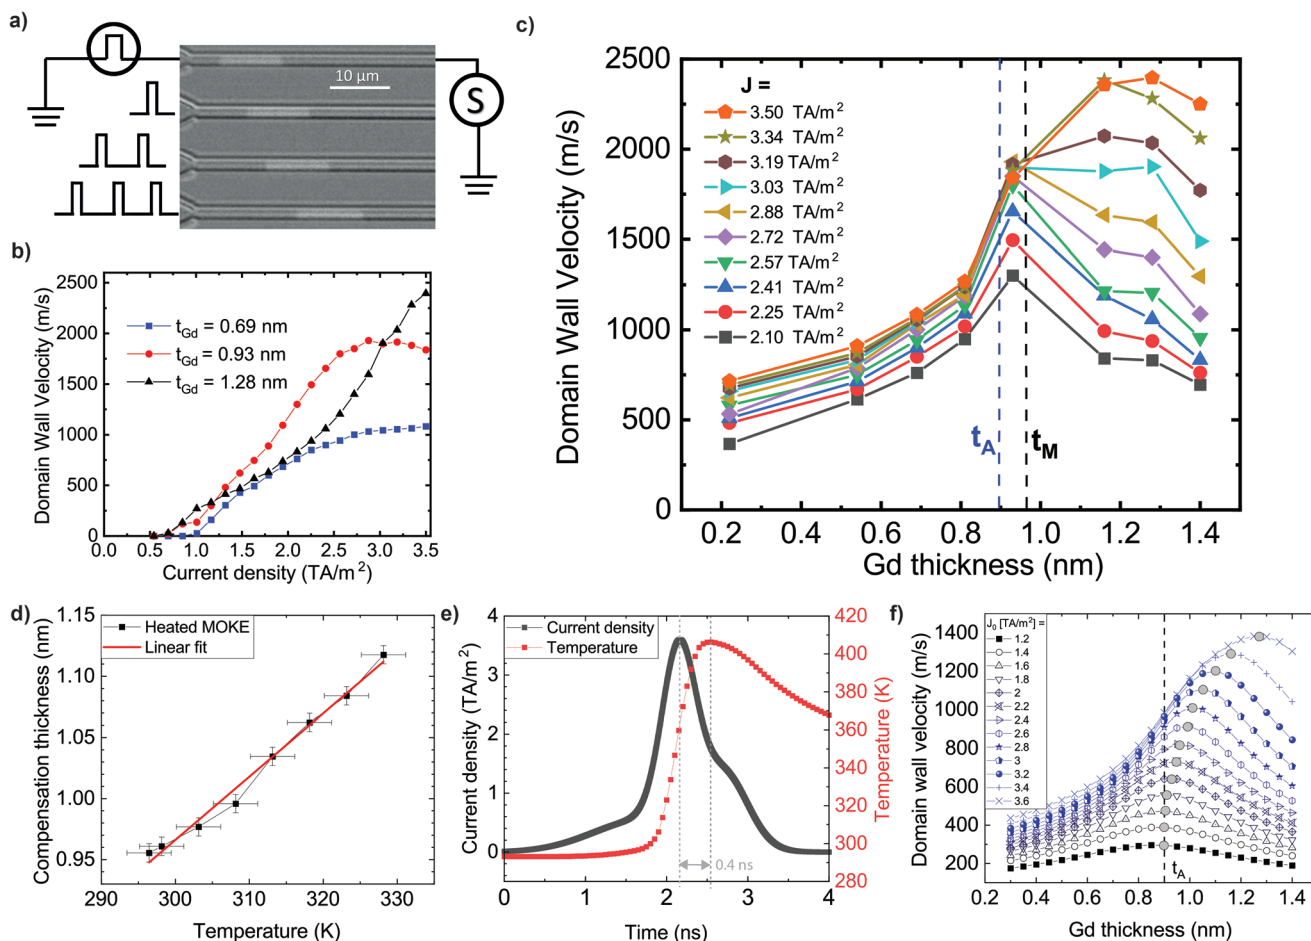 a)
10 µm
S
b)
Domain Wall Velocity (m/s)
2500
2000
1500
1000
500
0
t_Gd = 0.69 nm
t_Gd = 0.93 nm
t_Gd = 1.28 nm
0.0 0.5 1.0 1.5 2.0 2.5 3.0 3.5
Current density (TA/m²)
c)
Domain Wall Velocity (m/s)
2500
2000
1500
1000
500
0
J =
3.50 TA/m²
3.34 TA/m²
3.19 TA/m²
3.03 TA/m²
2.88 TA/m²
2.72 TA/m²
2.57 TA/m²
2.41 TA/m²
2.25 TA/m²
2.10 TA/m²
t_A
t_M
0.2 0.4 0.6 0.8 1.0 1.2 1.4
Gd thickness (nm)
d)
Compensation thickness (nm)
1.15
1.10
1.05
1.00
0.95
Heated MOKE
Linear fit
290 300 310 320 330
Temperature (K)
e)
Current density (TA/m²)
4
3
2
1
0
Current density
Temperature
0.4 ns
420
400
380
360
340
320
300
280
Temperature (K)
0 1 2 3 4
Time (ns)
f)
Domain wall velocity (m/s)
1400
1200
1000
800
600
400
200
J₀ [TA/m²] =
1.2
1.4
1.6
1.8
2
2.2
2.4
2.6
2.8
3
3.2
3.4
3.6
t_A
0.2 0.4 0.6 0.8 1.0 1.2 1.4
Gd thickness (nm)